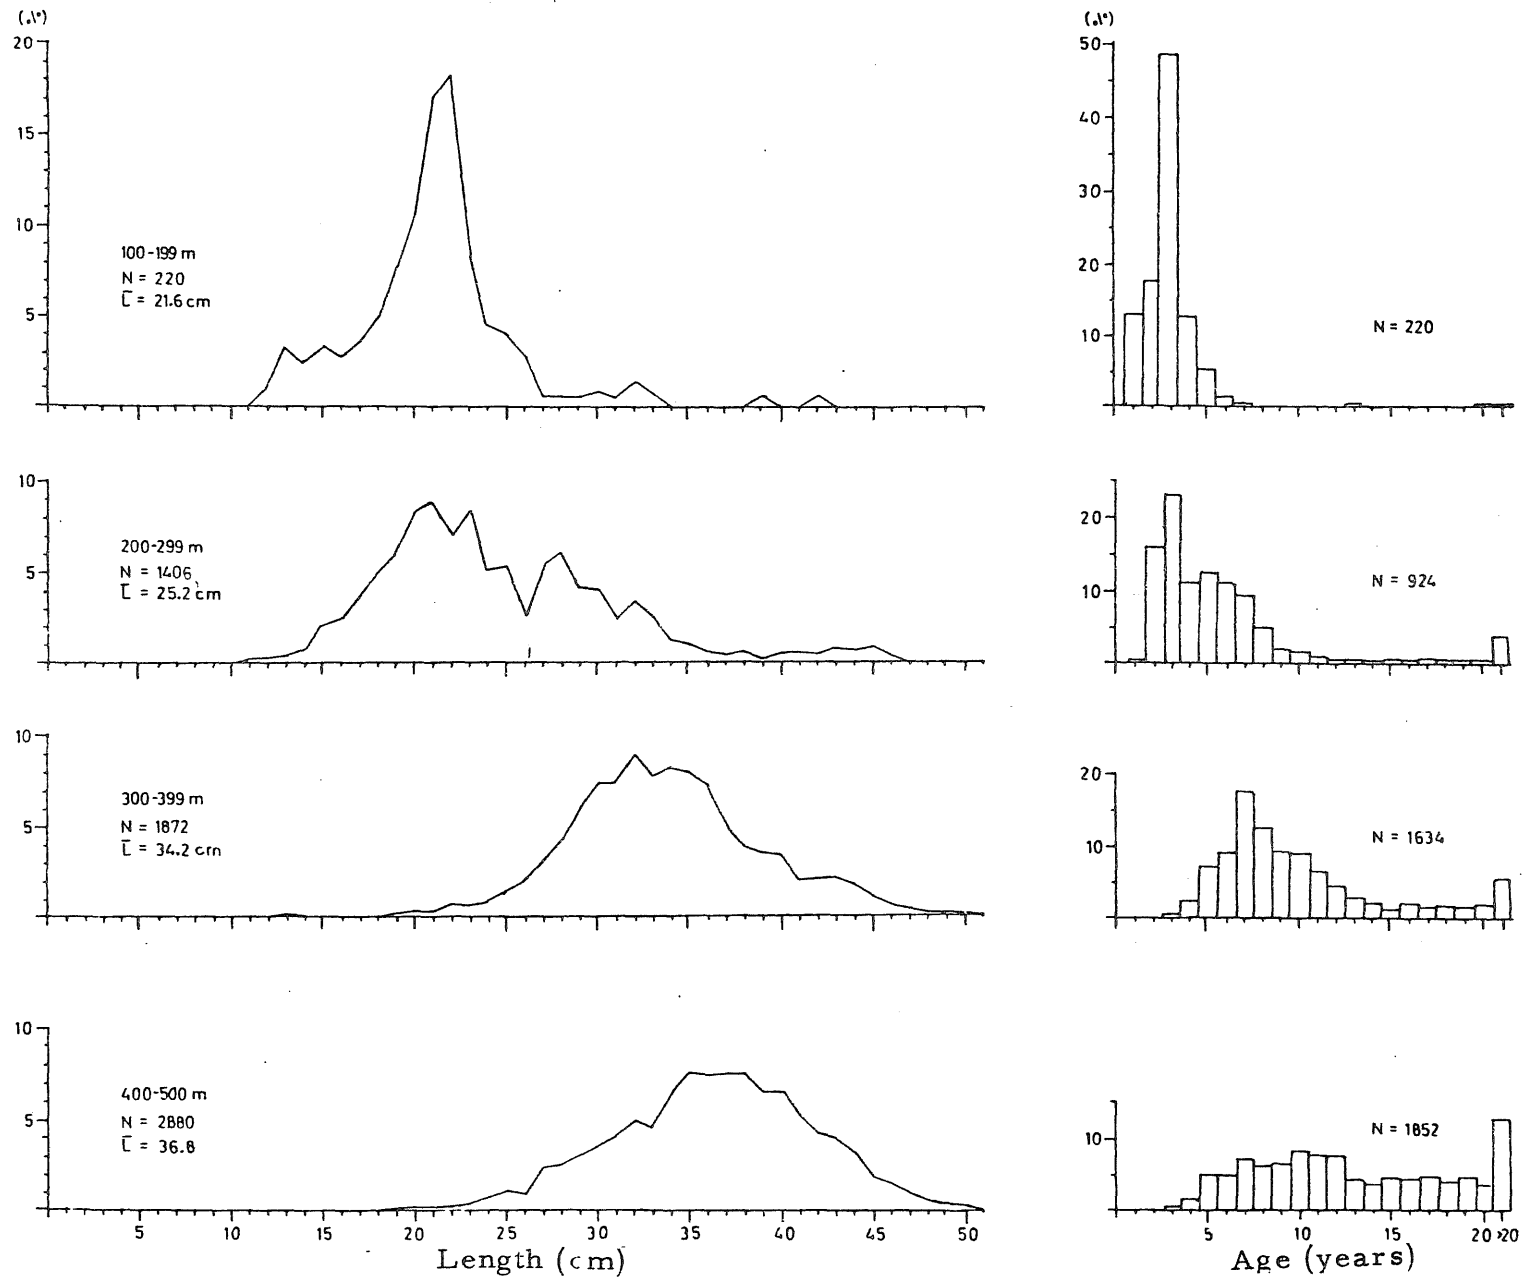 (.\°)
20
15
10
5
100-199 m
N = 220
L̄ = 21.6 cm
(.\°)
50
40
30
20
10
N = 220
10
5
200-299 m
N = 1406
L̄ = 25.2 cm
20
10
N = 924
10
5
300-399 m
N = 1872
L̄ = 34.2 cm
20
10
N = 1634
10
5
400-500 m
N = 2880
L̄ = 36.8
10
N = 1852
5 10 15 20 25 30 35 40 45 50
Length (cm)
5 10 15 20 >20
Age (years)